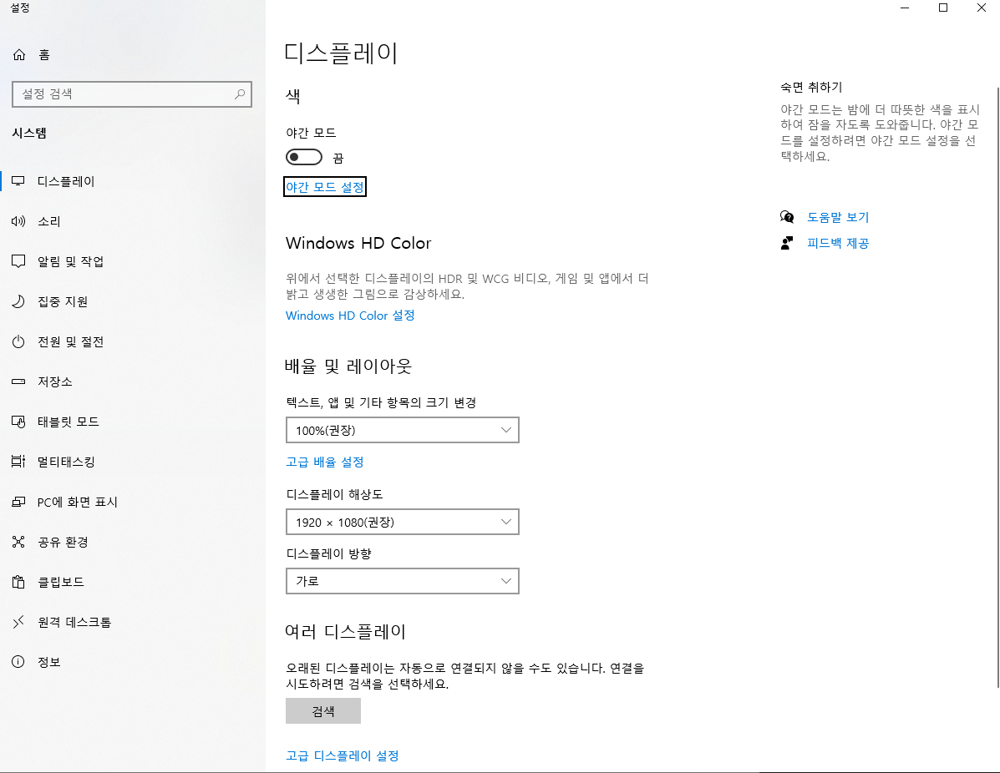 설정
홈
설정 검색
시스템
디스플레이
소리
알림 및 작업
집중 지원
전원 및 절전
저장소
태블릿 모드
멀티태스킹
PC에 화면 표시
공유 환경
클립보드
원격 데스크톱
정보
디스플레이
색
야간 모드
끔
야간 모드 설정
Windows HD Color
위에서 선택한 디스플레이의 HDR 및 WCG 비디오, 게임 및 앱에서 더
밝고 생생한 그림으로 감상하세요.
Windows HD Color 설정
배율 및 레이아웃
텍스트, 앱 및 기타 항목의 크기 변경
100%(권장)
고급 배율 설정
디스플레이 해상도
1920 × 1080(권장)
디스플레이 방향
가로
여러 디스플레이
오래된 디스플레이는 자동으로 연결되지 않을 수도 있습니다. 연결을
시도하려면 검색을 선택하세요.
검색
고급 디스플레이 설정
숙면 취하기
야간 모드는 밤에 더 따뜻한 색을 표시
하여 잠을 자도록 도와줍니다. 야간 모
드를 설정하려면 야간 모드 설정을 선
택하세요.
도움말 보기
피드백 제공